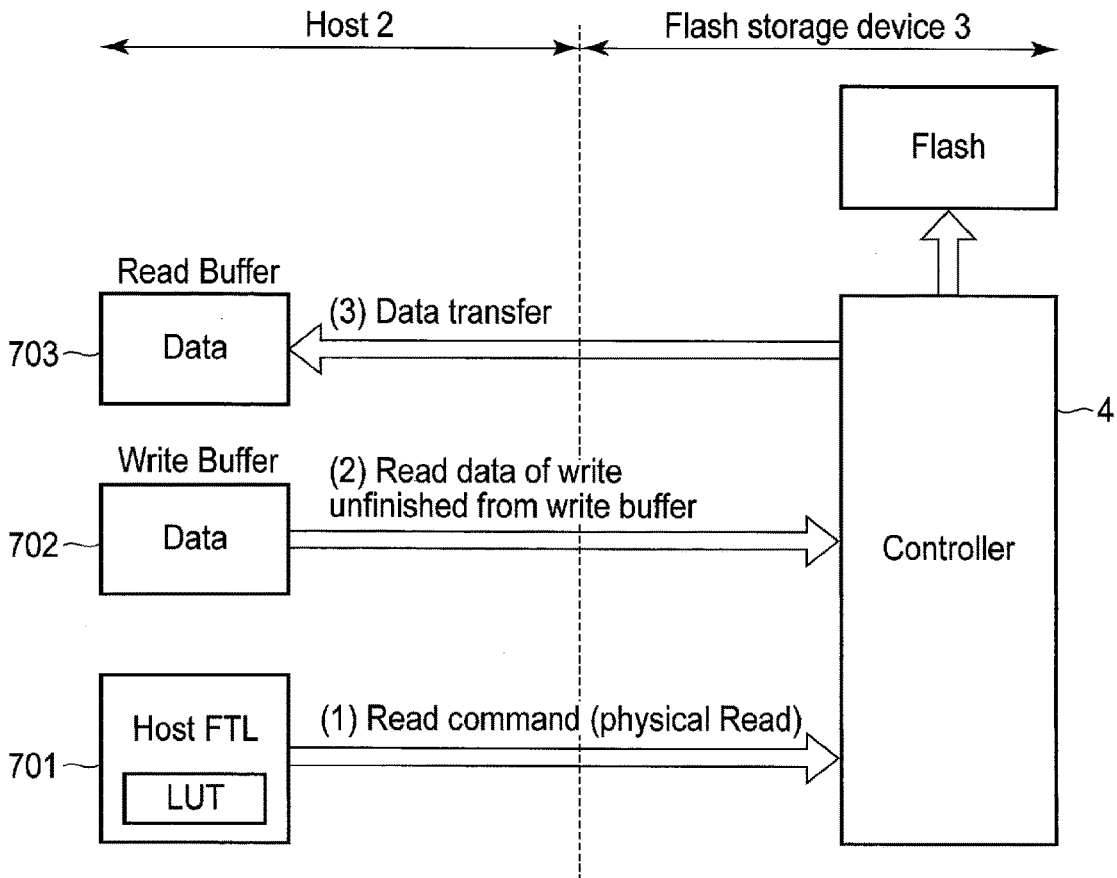 Host 2
Flash storage device 3
Flash
Read Buffer
Data
703
(3) Data transfer
4
Write Buffer
Data
702
(2) Read data of write
unfinished from write buffer
Controller
Host FTL
LUT
701
(1) Read command (physical Read)